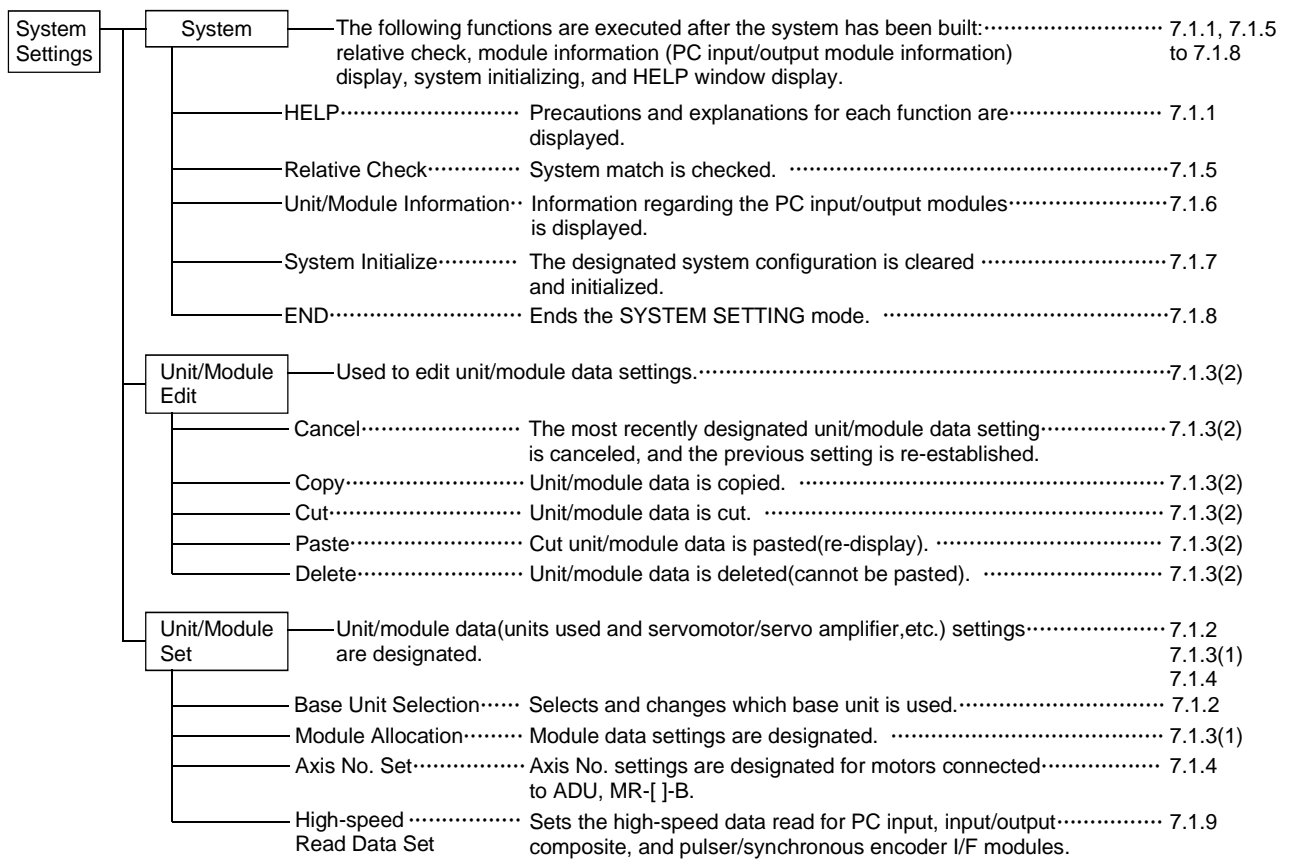 System Settings
System
The following functions are executed after the system has been built: ⋯ 7.1.1, 7.1.5
relative check, module information (PC input/output module information) to 7.1.8
display, system initializing, and HELP window display.
HELP ⋯ Precautions and explanations for each function are ⋯ 7.1.1
displayed.
Relative Check ⋯ System match is checked. ⋯ 7.1.5
Unit/Module Information ⋯ Information regarding the PC input/output modules ⋯ 7.1.6
is displayed.
System Initialize ⋯ The designated system configuration is cleared ⋯ 7.1.7
and initialized.
END ⋯ Ends the SYSTEM SETTING mode. ⋯ 7.1.8
Unit/Module
Edit
Used to edit unit/module data settings. ⋯ 7.1.3(2)
Cancel ⋯ The most recently designated unit/module data setting ⋯ 7.1.3(2)
is canceled, and the previous setting is re-established.
Copy ⋯ Unit/module data is copied. ⋯ 7.1.3(2)
Cut ⋯ Unit/module data is cut. ⋯ 7.1.3(2)
Paste ⋯ Cut unit/module data is pasted(re-display). ⋯ 7.1.3(2)
Delete ⋯ Unit/module data is deleted(cannot be pasted). ⋯ 7.1.3(2)
Unit/Module
Set
Unit/module data(units used and servomotor/servo amplifier,etc.) settings ⋯ 7.1.2
are designated. 7.1.3(1)
7.1.4
Base Unit Selection ⋯ Selects and changes which base unit is used. ⋯ 7.1.2
Module Allocation ⋯ Module data settings are designated. ⋯ 7.1.3(1)
Axis No. Set ⋯ Axis No. settings are designated for motors connected ⋯ 7.1.4
to ADU, MR-[ ]-B.
High-speed ⋯ Sets the high-speed data read for PC input, input/output ⋯ 7.1.9
Read Data Set composite, and pulser/synchronous encoder I/F modules.